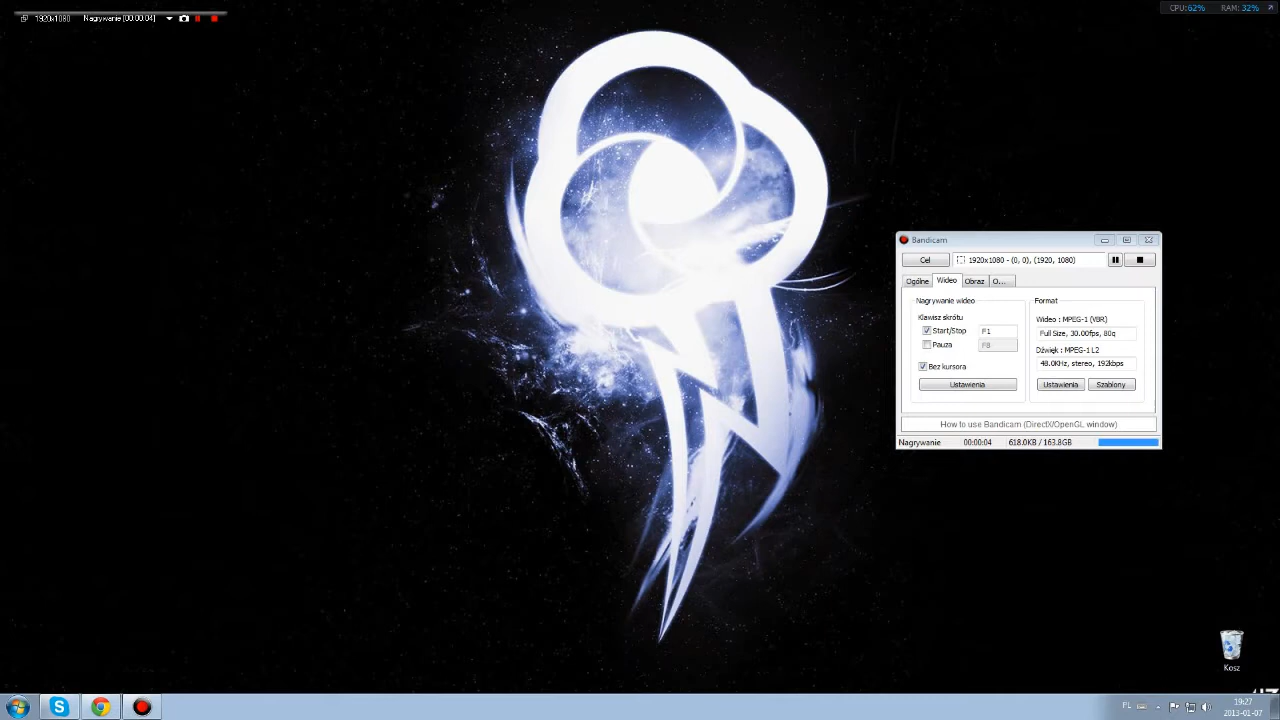 1920x1080 Nagrywanie [00:00:04]
CPU:62% RAM: 32%
Bandicam
Cel 1920x1080 - (0, 0), (1920, 1080)
Ogólne Wideo Obraz O...
Nagrywanie wideo
Klawisz skrótu
Start/Stop F1
Pauza F8
Bez kursora
Ustawienia
Format
Wideo : MPEG-1 (VBR)
Full Size, 30.00fps, 80q
Dźwięk : MPEG-1 L2
48.0KHz, stereo, 192kbps
Ustawienia Szablony
How to use Bandicam (DirectX/OpenGL window)
Nagrywanie 00:00:04 618.0KB / 163.8GB
Kosz
PL
19:27
2013-01-07